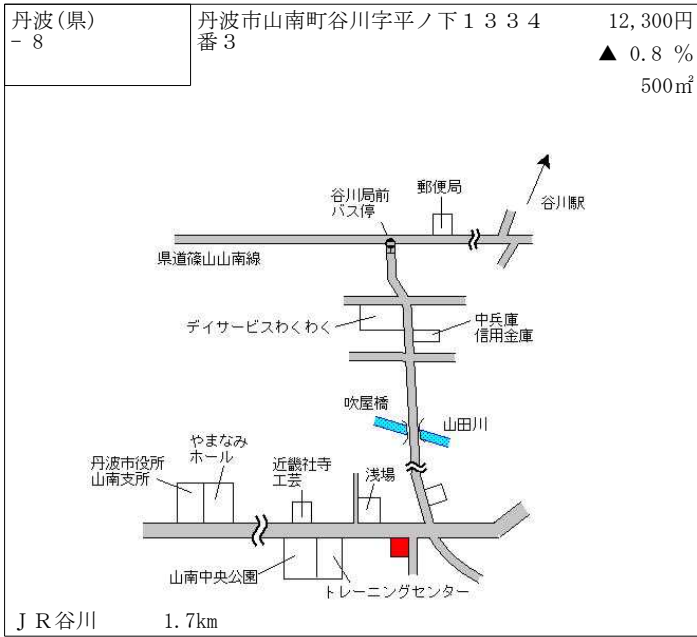 丹波(県)
－8
丹波市山南町谷川字平ノ下１３３４
番３
12,300円
▲ 0.8 %
500㎡
郵便局
谷川局前
バス停
谷川駅
県道篠山山南線
デイサービスわくわく
中兵庫
信用金庫
吹屋橋
山田川
やまなみ
ホール
丹波市役所
山南支所
近畿社寺
工芸
浅場
山南中央公園
トレーニングセンター
ＪＲ谷川 1.7km